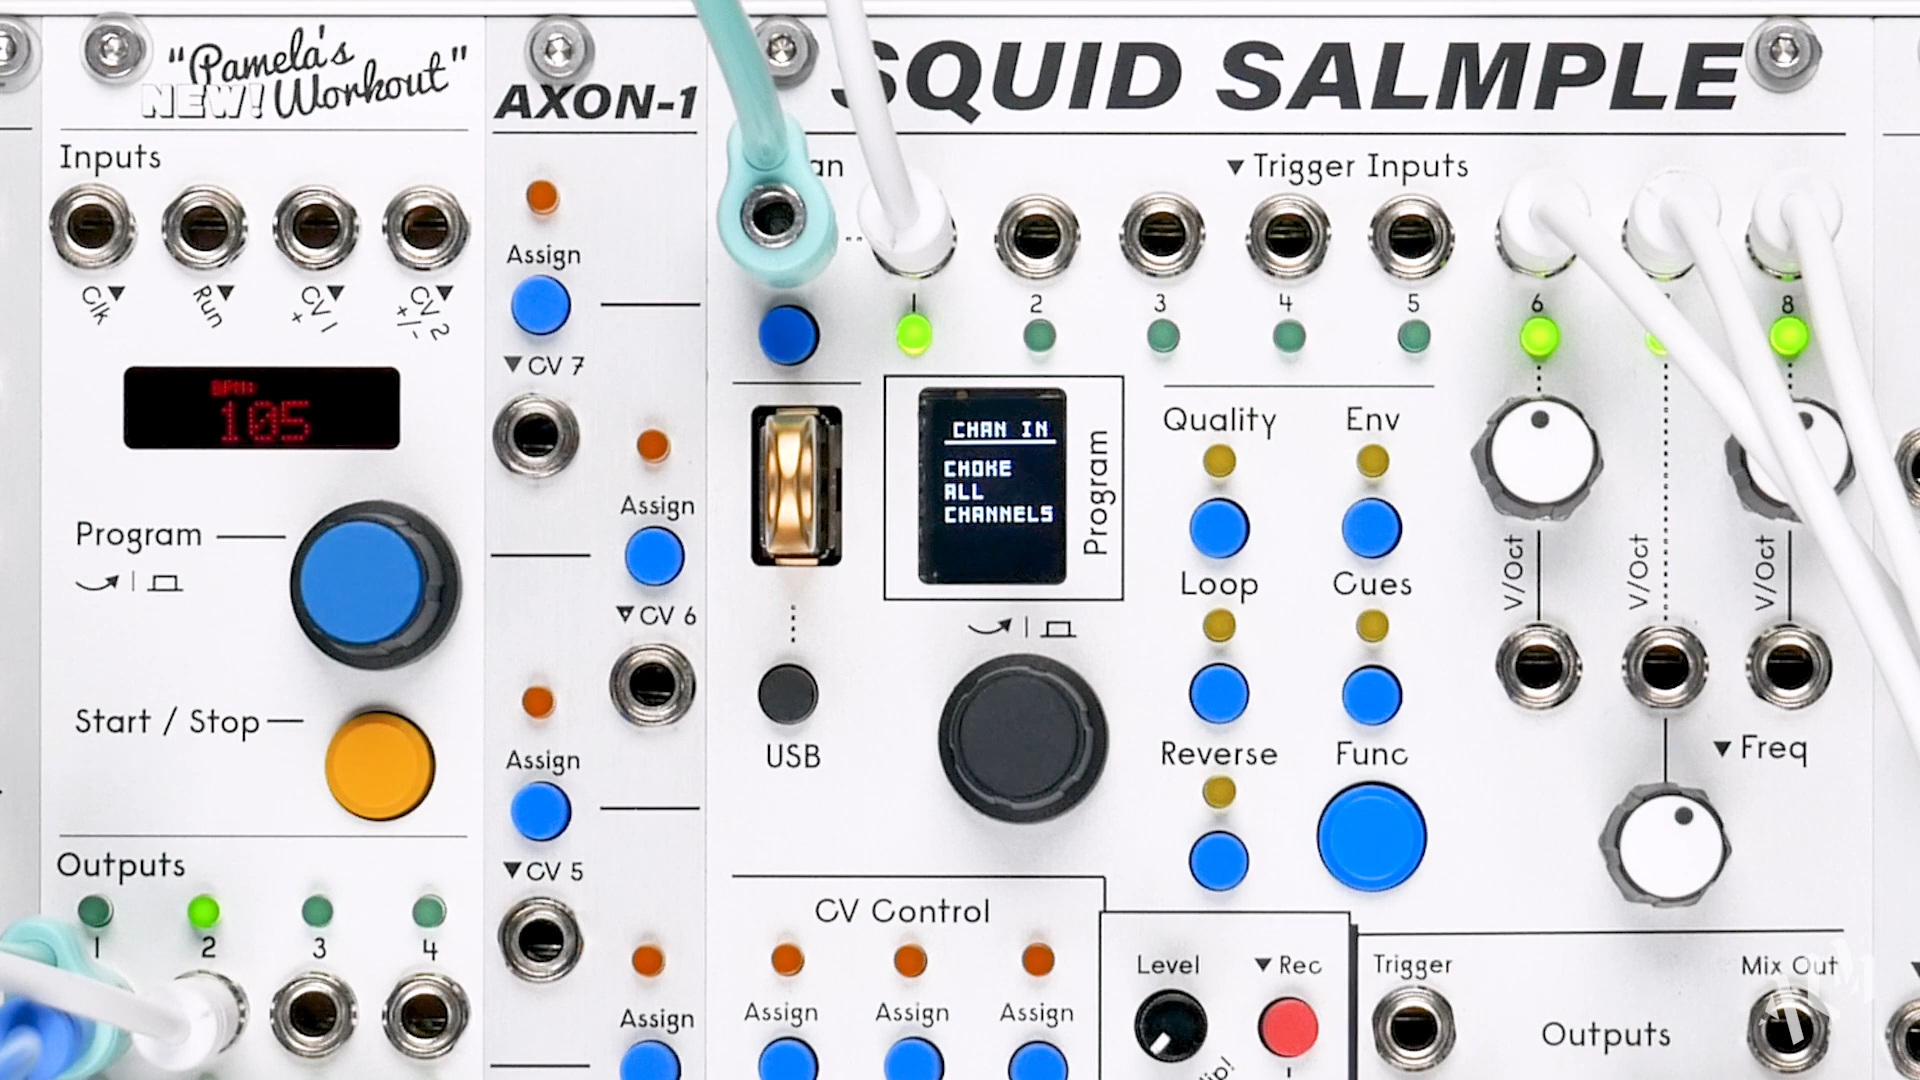 "Pamela's
NEW! Workout"
Inputs
Clk
Run
CV 1
+
CV 2
+/-
BPM:
105
Program
Start / Stop
Outputs
1
2
3
4
AXON-1
Assign
CV 7
Assign
CV 6
Assign
CV 5
Assign
SQUID SALMPLE
Trigger Inputs
1
2
3
4
5
6
8
CHAN IN
CHOKE
ALL
CHANNELS
Program
USB
Quality
Env
Loop
Cues
Reverse
Func
V/Oct
V/Oct
V/Oct
Freq
CV Control
Assign
Assign
Assign
Level
Rec
Trigger
Mix Out
Outputs